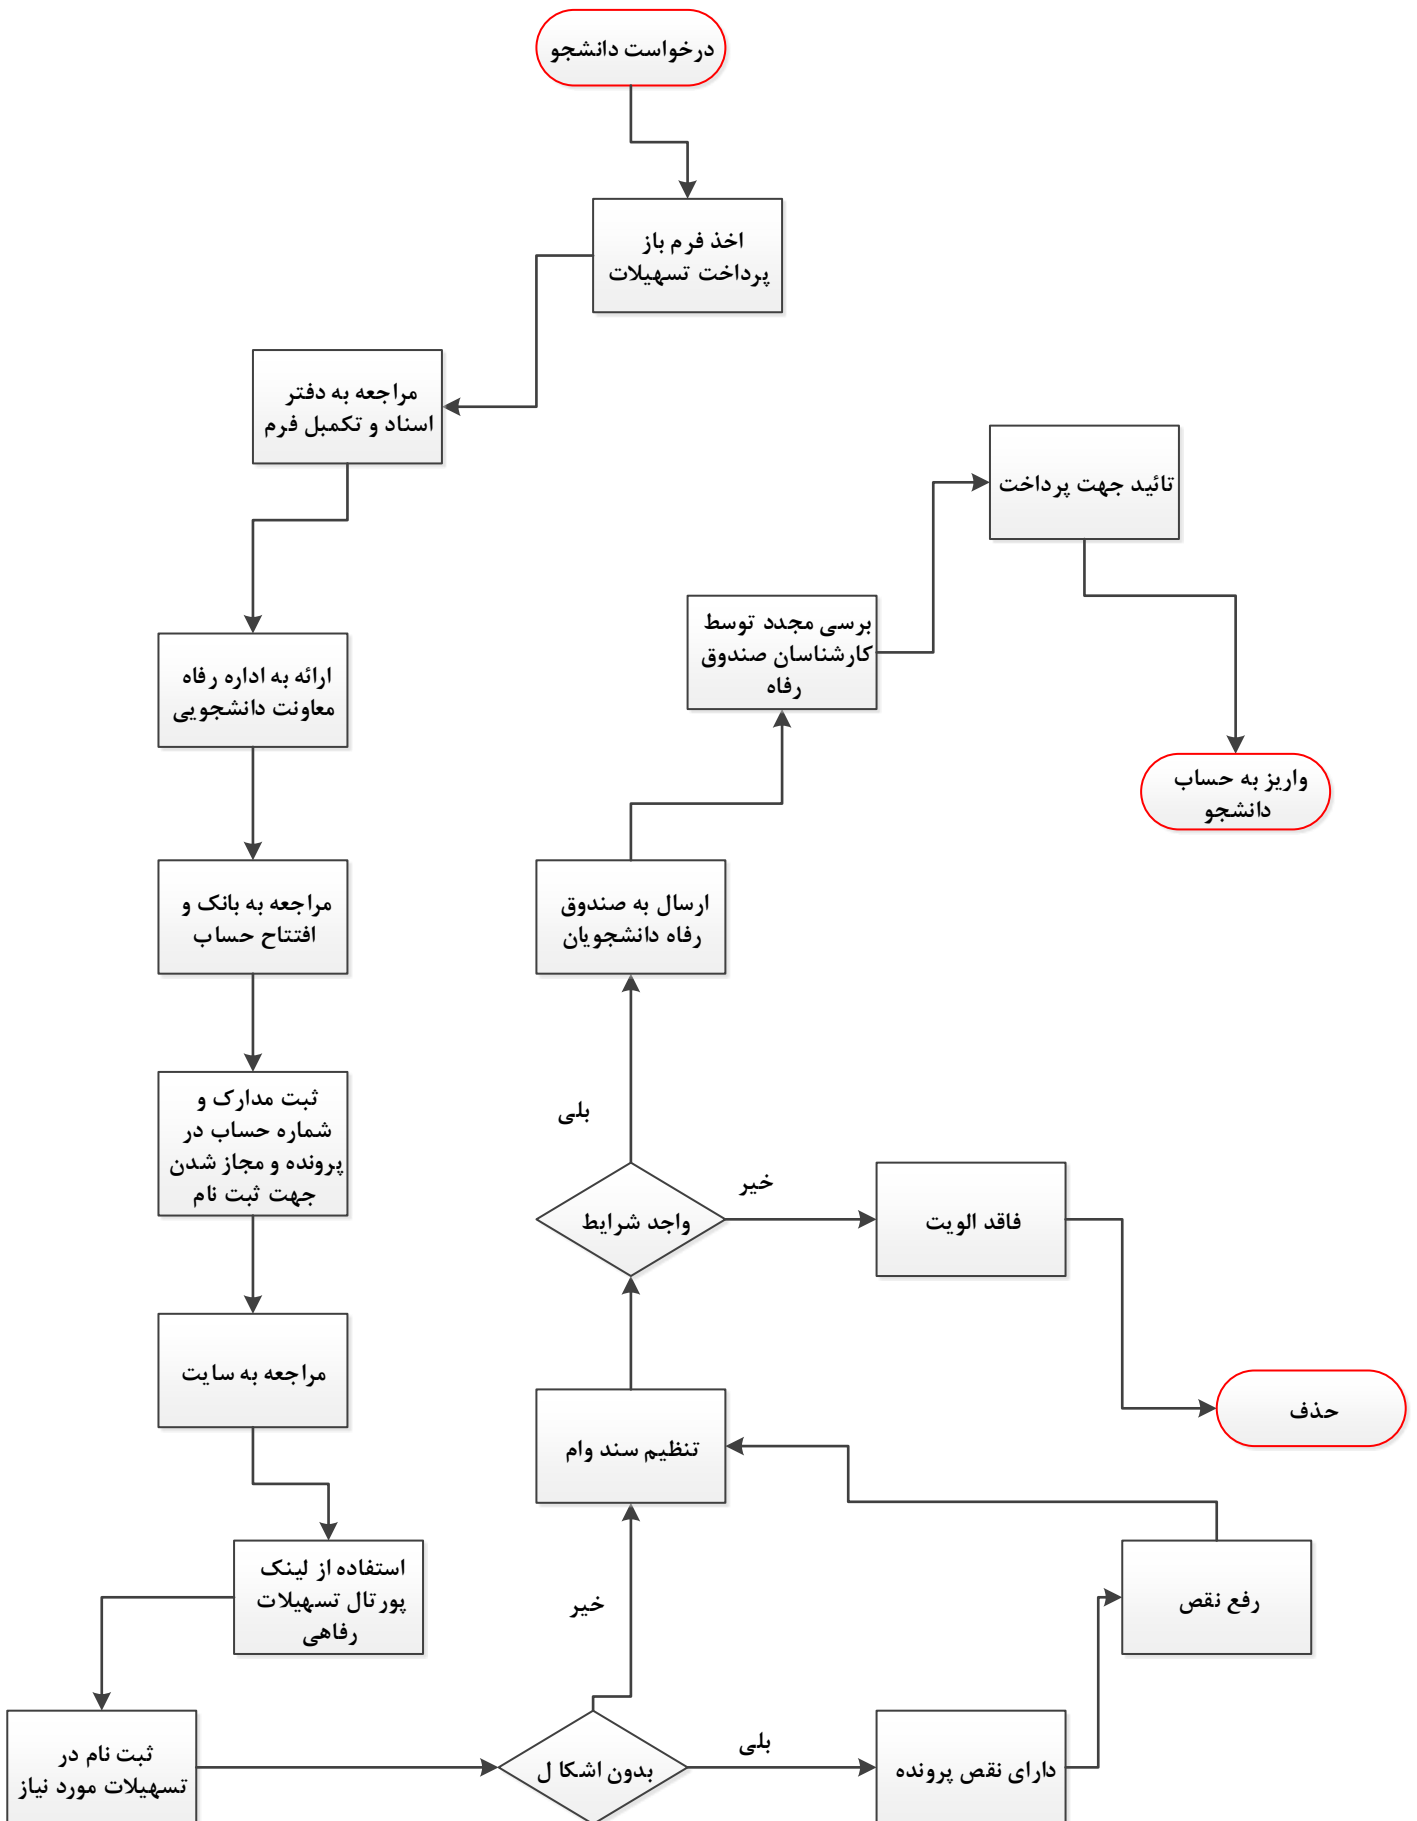 درخواست دانشجو
اخذ فرم باز
پرداخت تسهیلات
مراجعه به دفتر
اسناد و تکمبل فرم
ارائه به اداره رفاه
معاونت دانشجویی
مراجعه به بانک و
افتتاح حساب
ثبت مدارک و
شماره حساب در
پرونده و مجاز شدن
جهت ثبت نام
مراجعه به سایت
استفاده از لینک
پورتال تسهیلات
رفاهی
ثبت نام در
تسهیلات مورد نیاز
بدون اشکا ل
بلی
دارای نقص پرونده
رفع نقص
خیر
تنظیم سند وام
واجد شرایط
خیر
فاقد الویت
حذف
بلی
ارسال به صندوق
رفاه دانشجویان
برسی مجدد توسط
کارشناسان صندوق
رفاه
تائید جهت پرداخت
واریز به حساب
دانشجو